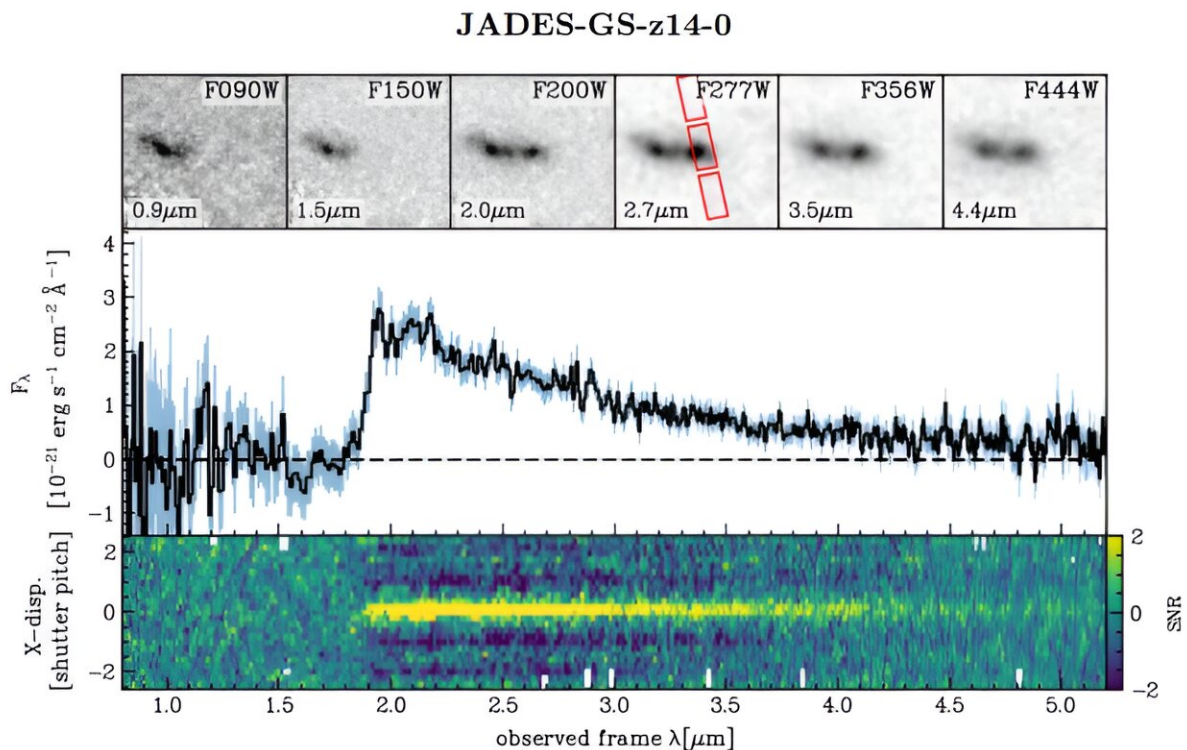 JADES-GS-z14-0
F090W
F150W
F200W
F277W
F356W
F444W
0.9μm
1.5μm
2.0μm
2.7μm
3.5μm
4.4μm
F_λ
[10⁻²¹ erg s⁻¹ cm⁻² Å⁻¹]
4
3
2
1
0
−1
X-disp.
[shutter pitch]
2
0
−2
2
0
−2
SNR
1.0 1.5 2.0 2.5 3.0 3.5 4.0 4.5 5.0
observed frame λ[μm]